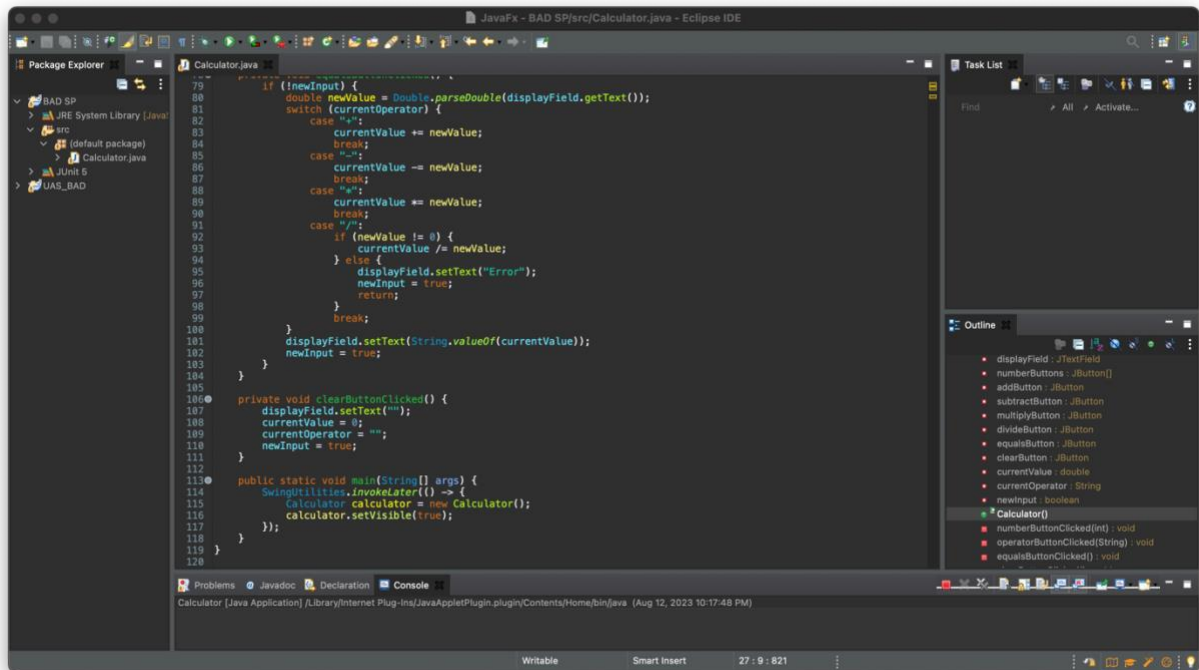 JavaFx - BAD SP/src/Calculator.java - Eclipse IDE
Package Explorer
BAD SP
JRE System Library [Java
src
(default package)
Calculator.java
JUnit 5
UAS_BAD
Calculator.java
79 if (!newInput) {
80 double newValue = Double.parseDouble(displayField.getText());
81 switch (currentOperator) {
82 case "+":
83 currentValue += newValue;
84 break;
85 case "-":
86 currentValue -= newValue;
87 break;
88 case "*":
89 currentValue *= newValue;
90 break;
91 case "/":
92 if (newValue != 0) {
93 currentValue /= newValue;
94 } else {
95 displayField.setText("Error");
96 newInput = true;
97 return;
98 }
99 break;
100 }
101 displayField.setText(String.valueOf(currentValue));
102 newInput = true;
103 }
104 }
105
106 private void clearButtonClicked() {
107 displayField.setText("");
108 currentValue = 0;
109 currentOperator = "";
110 newInput = true;
111 }
112
113 public static void main(String[] args) {
114 SwingUtilities.invokeLater(() -> {
115 Calculator calculator = new Calculator();
116 calculator.setVisible(true);
117 });
118 }
119 }
120
Task List
Find All Activate...
Outline
displayField : JTextField
numberButtons : JButton[]
addButton : JButton
subtractButton : JButton
multiplyButton : JButton
divideButton : JButton
equalsButton : JButton
clearButton : JButton
currentValue : double
currentOperator : String
newInput : boolean
Calculator()
numberButtonClicked(int) : void
operatorButtonClicked(String) : void
equalsButtonClicked() : void
Problems Javadoc Declaration Console
Calculator [Java Application] /Library/Internet Plug-Ins/JavaAppletPlugin.plugin/Contents/Home/bin/java (Aug 12, 2023 10:17:48 PM)
Writable Smart Insert 27 : 9 : 821